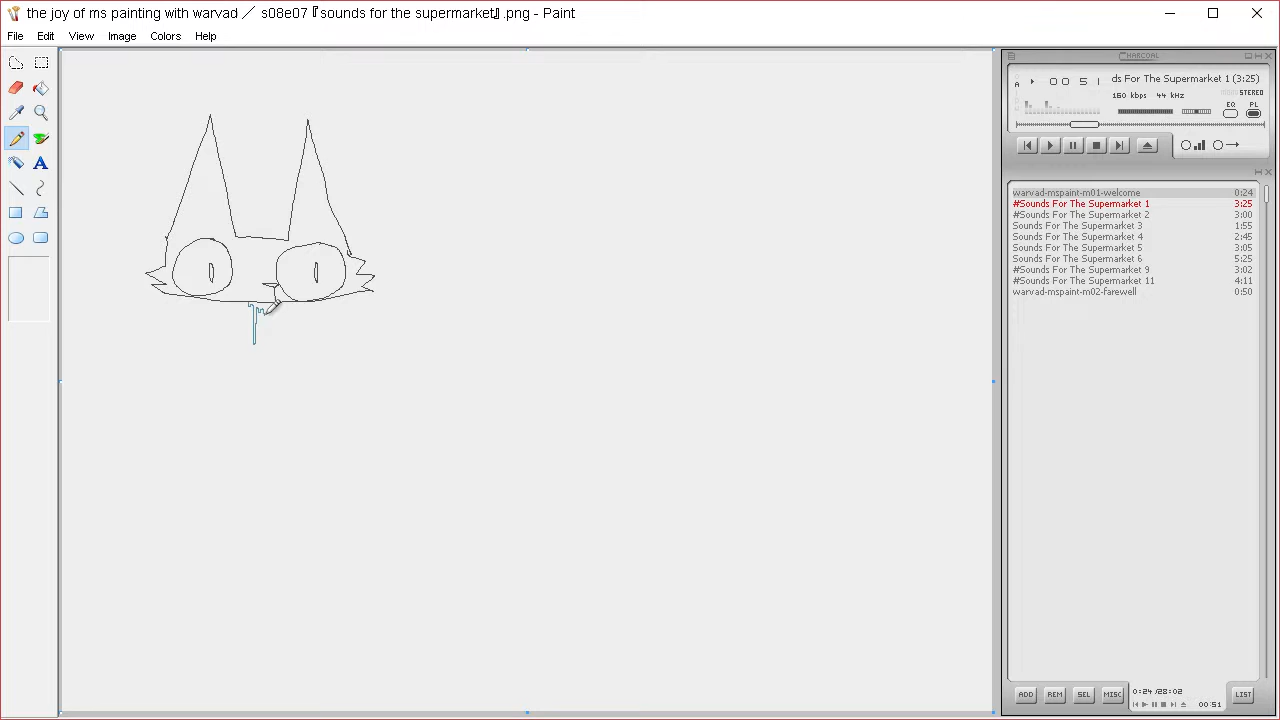 the joy of ms painting with warvad ／ s08e07『sounds for the supermarket』.png - Paint
File Edit View Image Colors Help
CHARCOAL
00 51
ds For The Supermarket 1 (3:25)
160 kbps 44 kHz STEREO
EQ PL
warvad-mspaint-m01-welcome 0:24
#Sounds For The Supermarket 1 3:25
#Sounds For The Supermarket 2 3:00
Sounds For The Supermarket 3 1:55
Sounds For The Supermarket 4 2:45
Sounds For The Supermarket 5 3:05
Sounds For The Supermarket 6 5:25
#Sounds For The Supermarket 9 3:02
#Sounds For The Supermarket 11 4:11
warvad-mspaint-m02-farewell 0:50
ADD REM SEL MISC 0:24/28:02 LIST
00:51